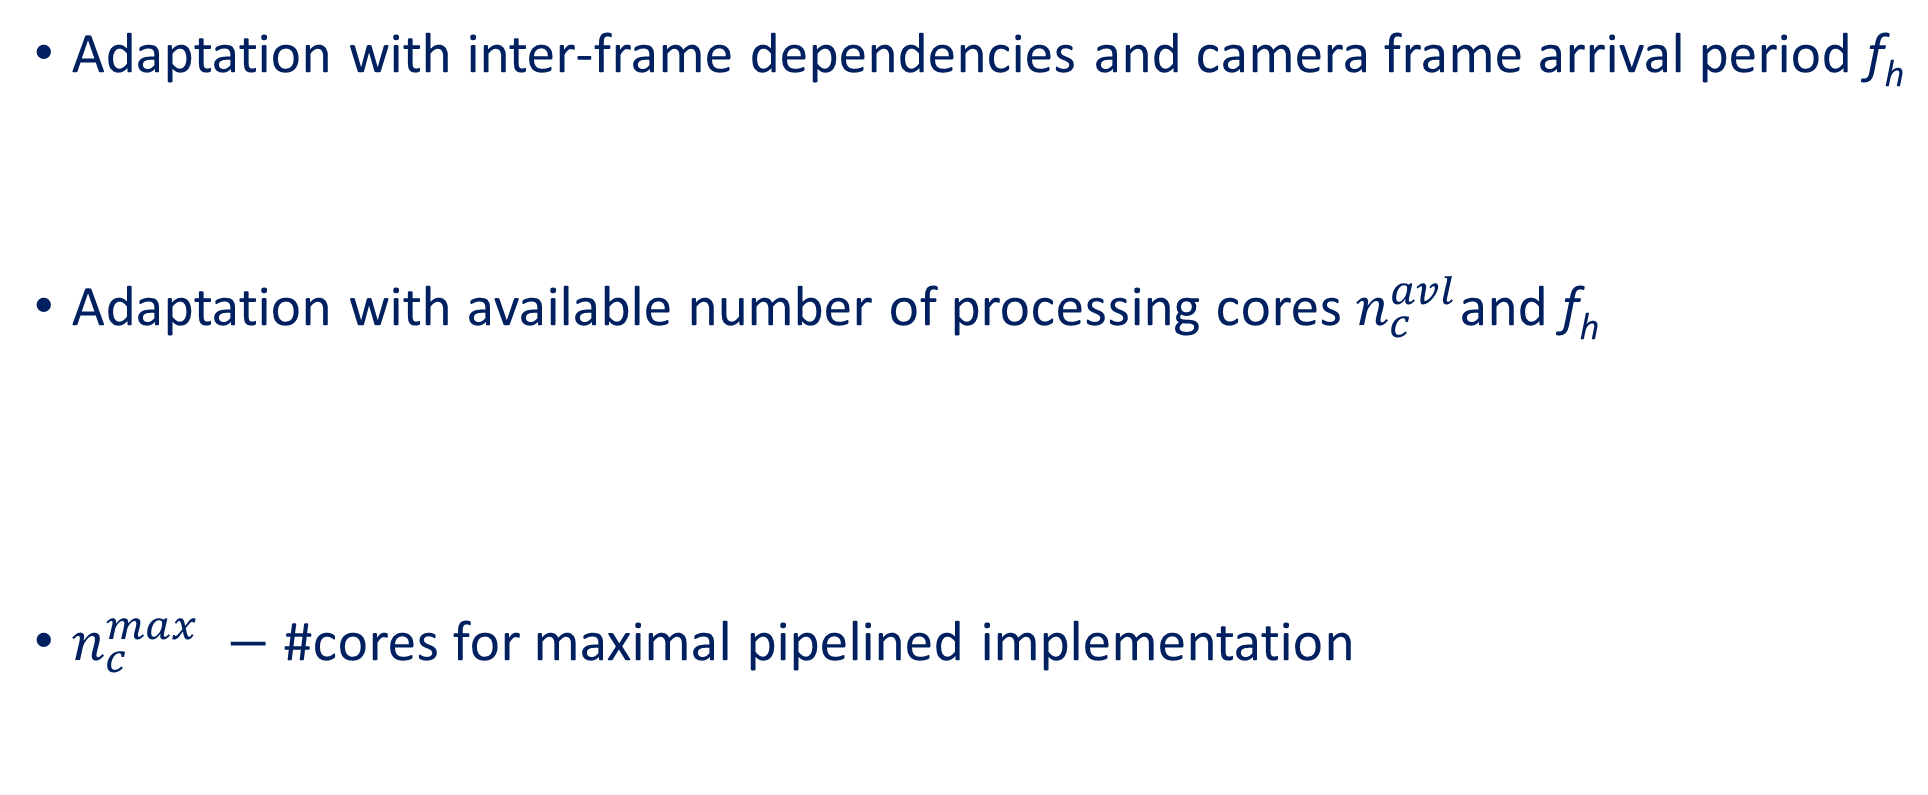 • Adaptation with inter-frame dependencies and camera frame arrival period $f_h$
• Adaptation with available number of processing cores $n_c^{avl}$ and $f_h$
• $n_c^{max}$ – #cores for maximal pipelined implementation